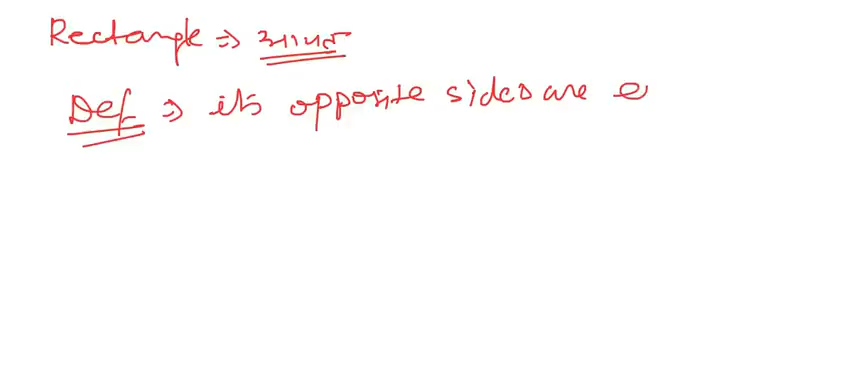 Rectangle ⇒ आयत
Def ⇒ its opposite sides are e